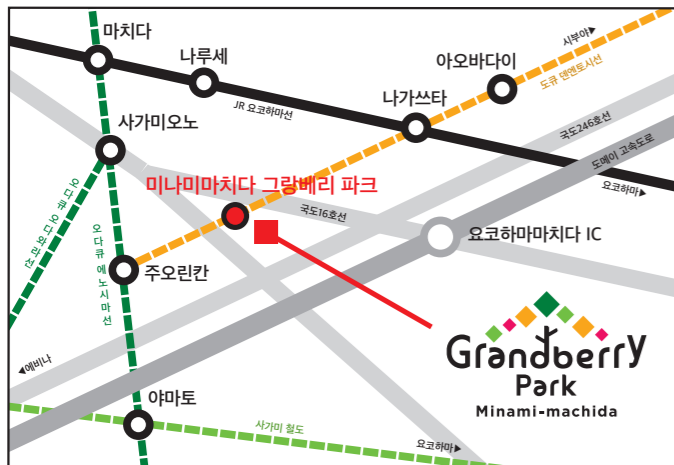 마치다
나루세
시부야▶
아오바다이
도큐 덴엔토시선
JR 요코하마선
나가쓰타
사가미오노
국도246호선
도메이 고속도로
요코하마▶
미나미마치다 그랑베리 파크
국도16호선
오다큐 오다와라선
오다큐 에노시마선
요코하마마치다 IC
주오린칸
Grandberry
Park
Minami-machida
◀에비나
야마토
사가미 철도
요코하마▶